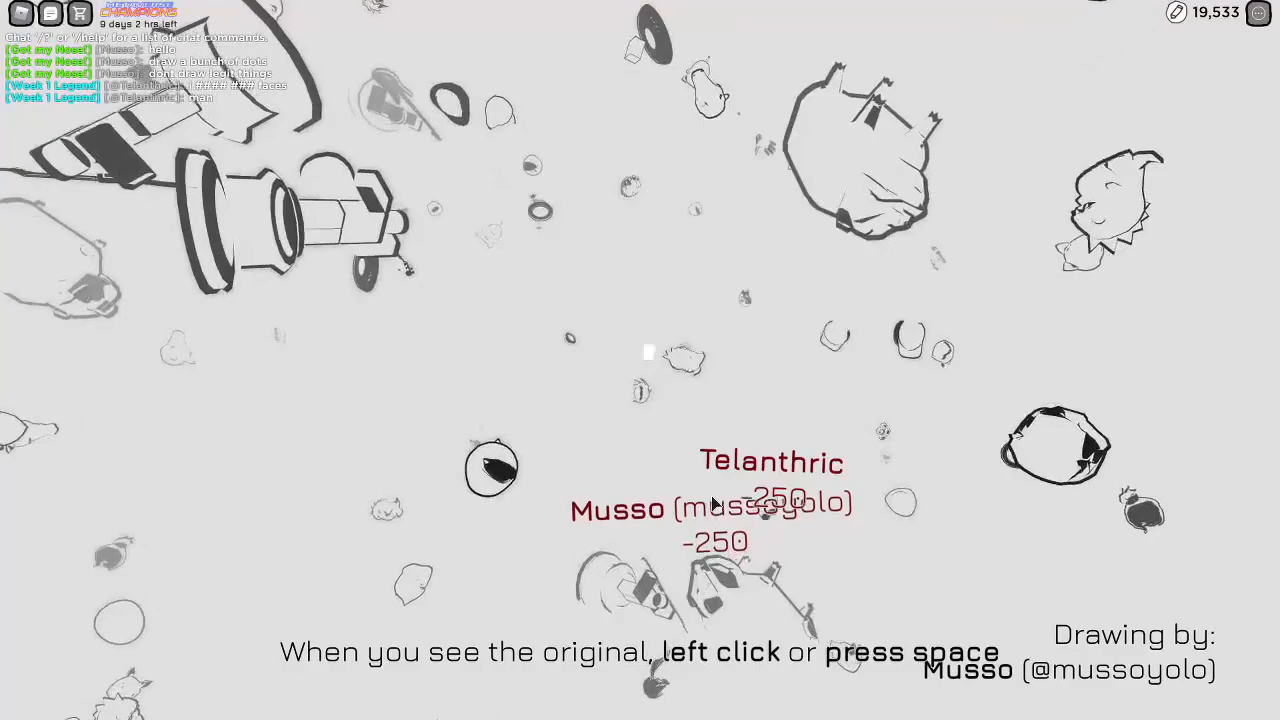 METAVERSE
CHAMPIONS
9 days 2 hrs left
19,533
Chat '/?' or '/help' for a list of chat commands.
[Got my Nose!] [Musso]: hello
[Got my Nose!] [Musso]: draw a bunch of dots
[Got my Nose!] [Musso]: dont draw legit things
[Week 1 Legend] [@Telanthric]: i #### ### faces
[Week 1 Legend] [@Telanthric]: man
Telanthric
-250
Musso (mussoyolo)
-250
When you see the original, left click or press space
Drawing by:
Musso (@mussoyolo)